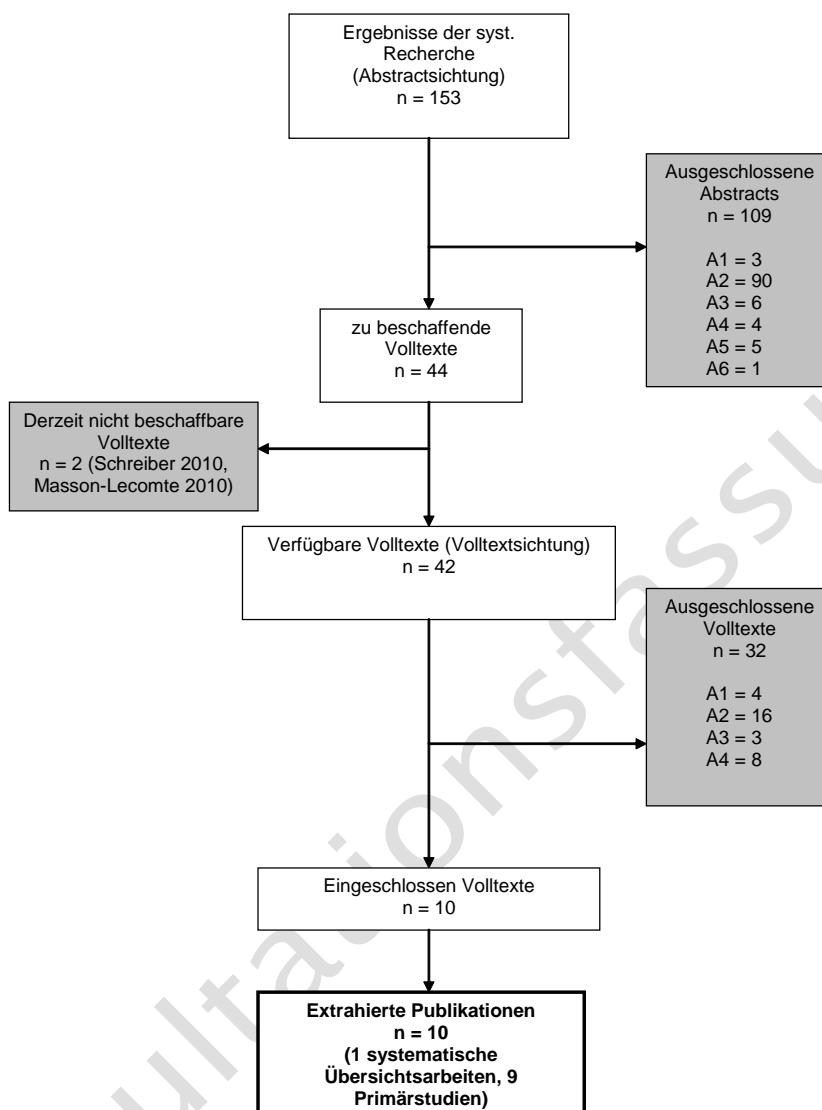 Ergebnisse der syst.
Recherche
(Abstractsichtung)
n = 153
Ausgeschlossene
Abstracts
n = 109
A1 = 3
A2 = 90
A3 = 6
A4 = 4
A5 = 5
A6 = 1
zu beschaffende
Volltexte
n = 44
Derzeit nicht beschaffbare
Volltexte
n = 2 (Schreiber 2010,
Masson-Lecomte 2010)
Verfügbare Volltexte (Volltextsichtung)
n = 42
Ausgeschlossene
Volltexte
n = 32
A1 = 4
A2 = 16
A3 = 3
A4 = 8
Eingeschlossen Volltexte
n = 10
Extrahierte Publikationen
n = 10
(1 systematische
Übersichtsarbeiten, 9
Primärstudien)
ultationsfassu